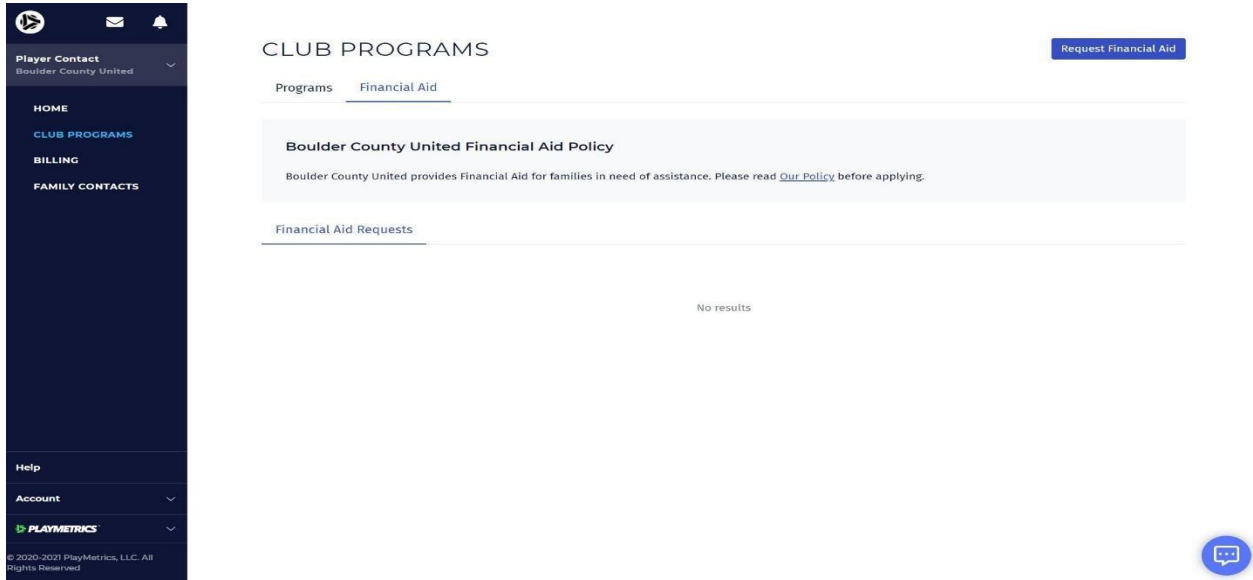 Player Contact
Boulder County United
HOME
CLUB PROGRAMS
BILLING
FAMILY CONTACTS
Help
Account
PLAYMETRICS
© 2020-2021 PlayMetrics, LLC. All
Rights Reserved
CLUB PROGRAMS
Request Financial Aid
Programs Financial Aid
Boulder County United Financial Aid Policy
Boulder County United provides Financial Aid for families in need of assistance. Please read Our Policy before applying.
Financial Aid Requests
No results